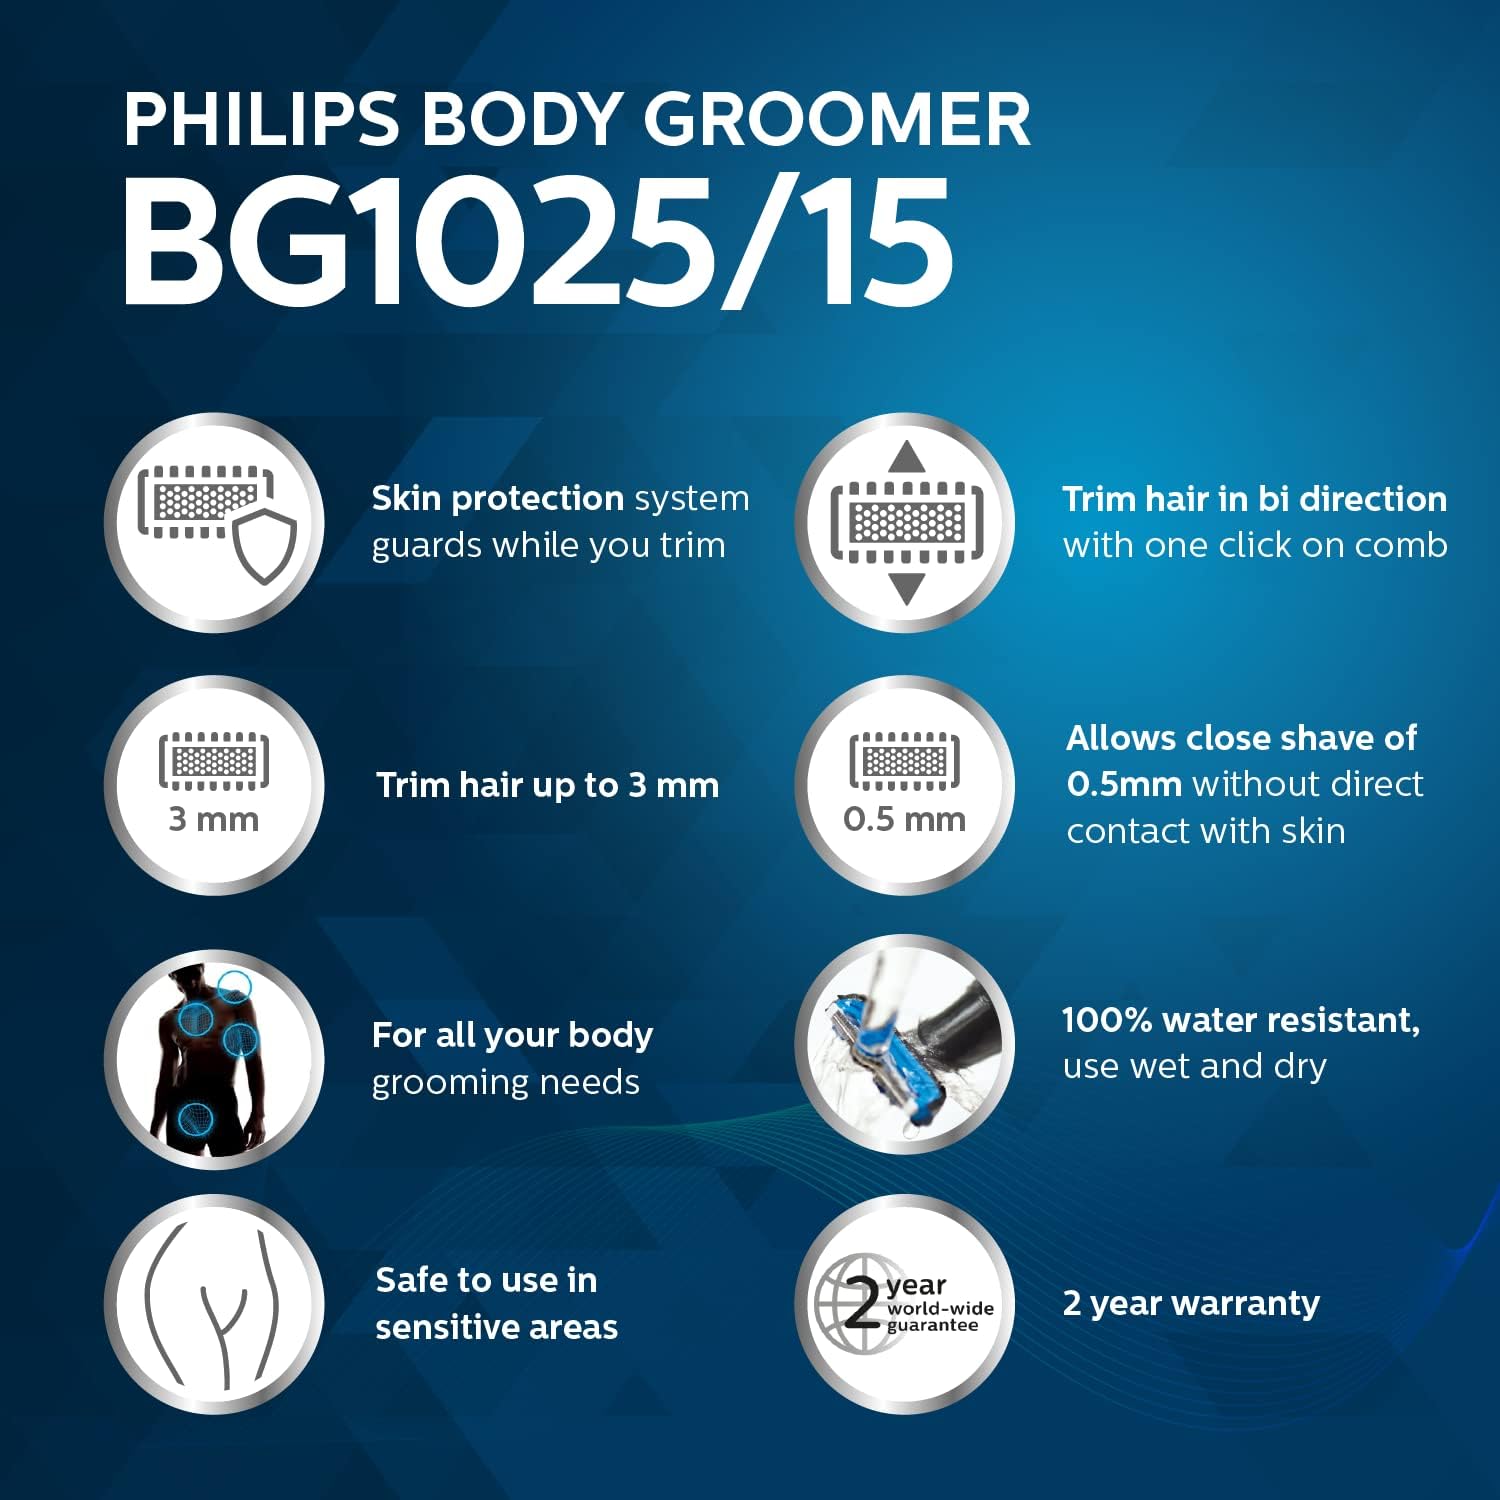 PHILIPS BODY GROOMER
BG1025/15
Skin protection system
guards while you trim
Trim hair in bi direction
with one click on comb
3 mm
Trim hair up to 3 mm
0.5 mm
Allows close shave of
0.5mm without direct
contact with skin
For all your body
grooming needs
100% water resistant,
use wet and dry
Safe to use in
sensitive areas
2 year
world-wide
guarantee
2 year warranty